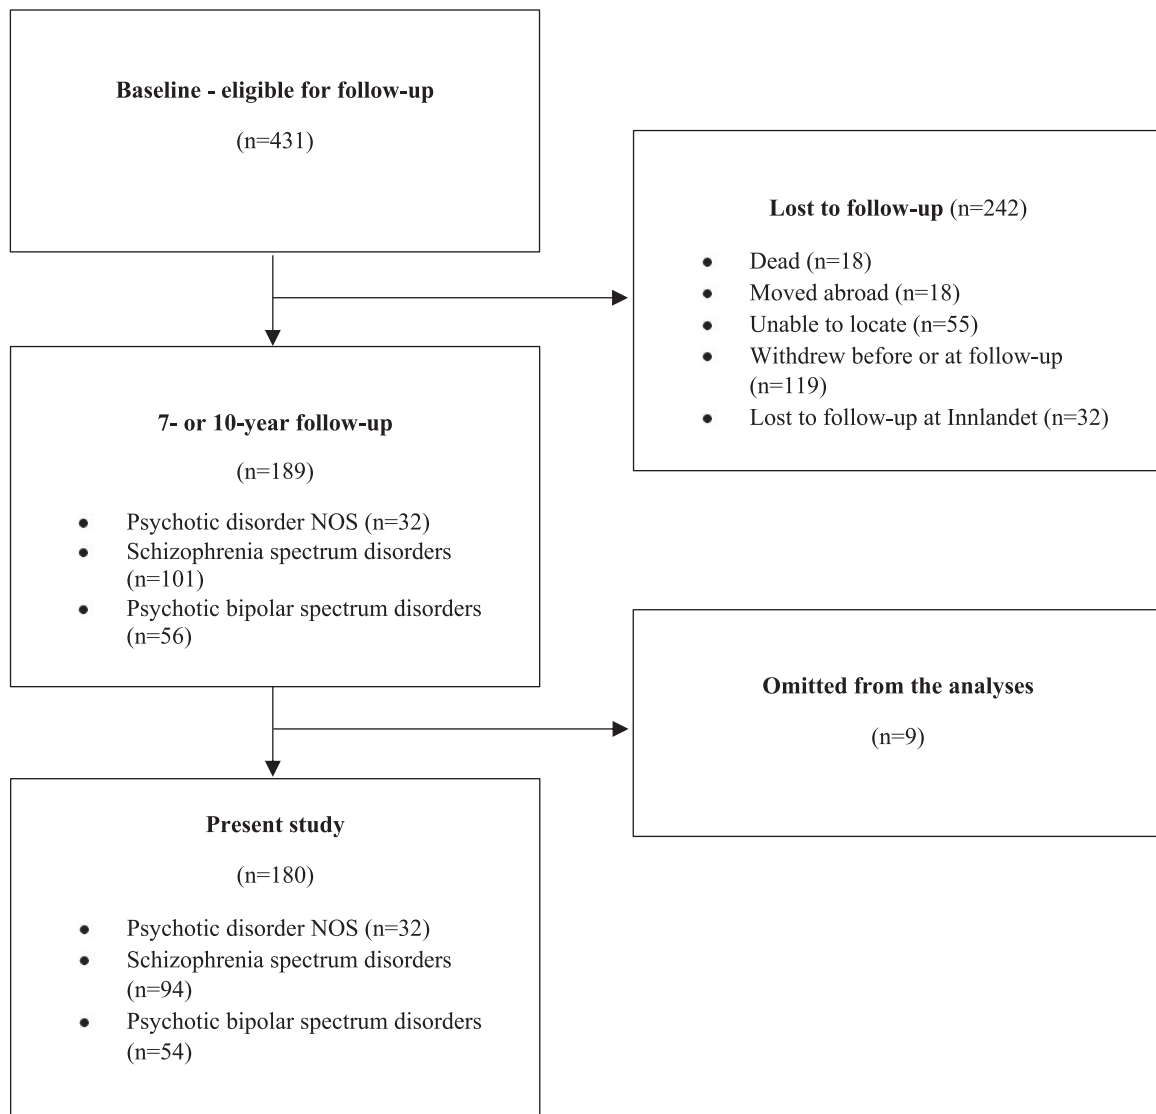 Baseline - eligible for follow-up
(n=431)
Lost to follow-up (n=242)
• Dead (n=18)
• Moved abroad (n=18)
• Unable to locate (n=55)
• Withdrew before or at follow-up
(n=119)
• Lost to follow-up at Innlandet (n=32)
7- or 10-year follow-up
(n=189)
• Psychotic disorder NOS (n=32)
• Schizophrenia spectrum disorders
(n=101)
• Psychotic bipolar spectrum disorders
(n=56)
Omitted from the analyses
(n=9)
Present study
(n=180)
• Psychotic disorder NOS (n=32)
• Schizophrenia spectrum disorders
(n=94)
• Psychotic bipolar spectrum disorders
(n=54)